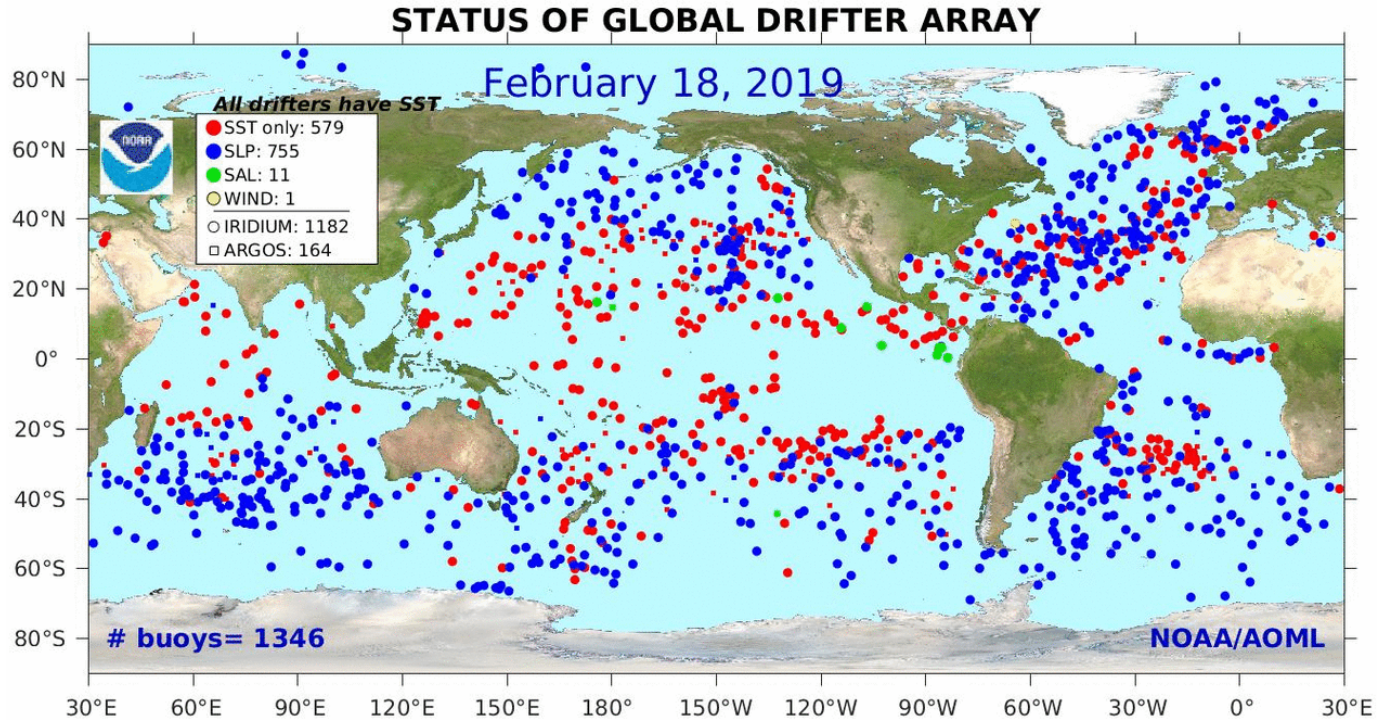 STATUS OF GLOBAL DRIFTER ARRAY
80°N
60°N
40°N
20°N
0°
20°S
40°S
60°S
80°S
February 18, 2019
All drifters have SST
NOAA
SST only: 579
SLP: 755
SAL: 11
WIND: 1
IRIDIUM: 1182
ARGOS: 164
# buoys= 1346
NOAA/AOML
30°E 60°E 90°E 120°E 150°E 180°E 150°W 120°W 90°W 60°W 30°W 0° 30°E